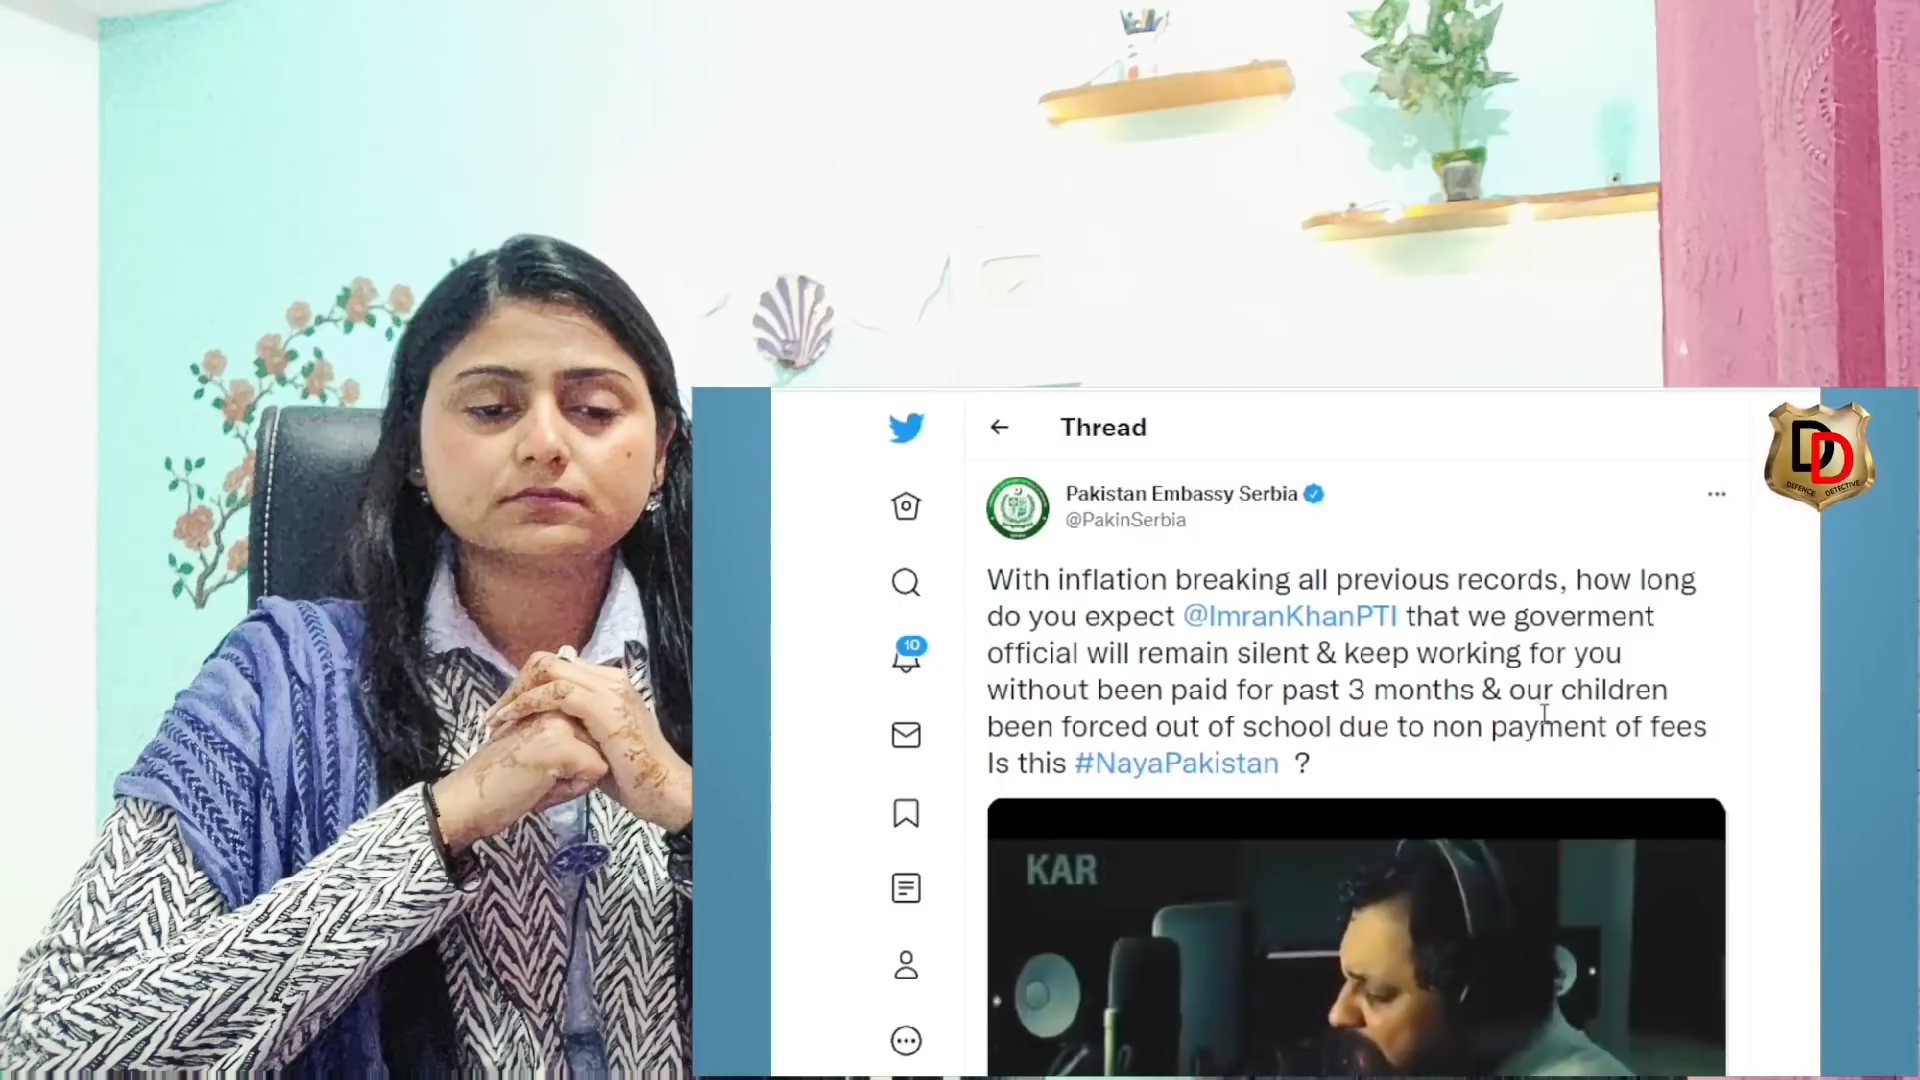 Thread
Pakistan Embassy Serbia
@PakinSerbia
With inflation breaking all previous records, how long
do you expect @ImranKhanPTI that we goverment
official will remain silent & keep working for you
without been paid for past 3 months & our children
been forced out of school due to non payment of fees
Is this #NayaPakistan ?
10
KAR
DD
DEFENCE DETECTIVE